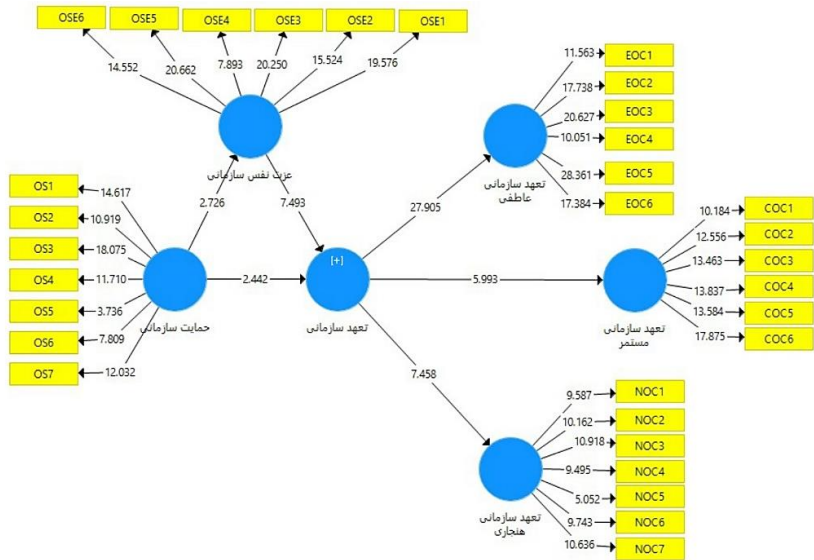 OSE6
OSE5
OSE4
OSE3
OSE2
OSE1
14.552
20.662
7.893
20.250
15.524
19.576
عزت نفس سازمانی
OS1
OS2
OS3
OS4
OS5
OS6
OS7
14.617
10.919
18.075
11.710
3.736
7.809
12.032
حمایت سازمانی
2.726
7.493
2.442
[+]
تعهد سازمانی
27.905
5.993
7.458
تعهد سازمانی
عاطفی
11.563
17.738
20.627
10.051
28.361
17.384
EOC1
EOC2
EOC3
EOC4
EOC5
EOC6
تعهد سازمانی
مستمر
10.184
12.556
13.463
13.837
13.584
17.875
COC1
COC2
COC3
COC4
COC5
COC6
تعهد سازمانی
هنجاری
9.587
10.162
10.918
9.495
5.052
9.743
10.636
NOC1
NOC2
NOC3
NOC4
NOC5
NOC6
NOC7